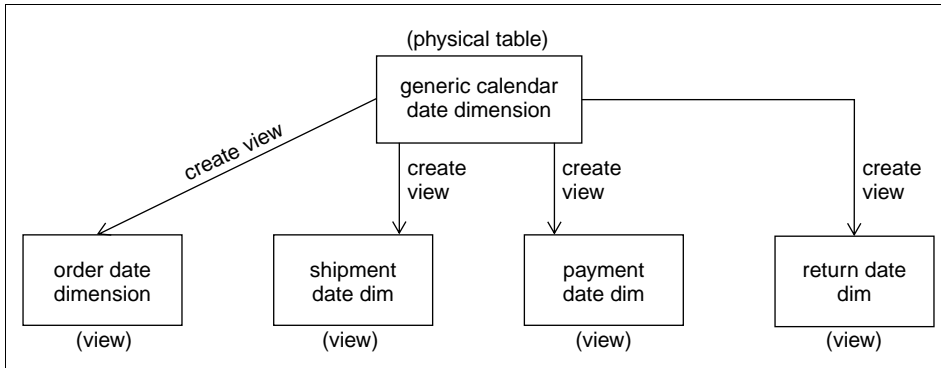 (physical table)
generic calendar
date dimension
create view
create
view
create
view
create
view
order date
dimension
shipment
date dim
payment
date dim
return date
dim
(view)
(view)
(view)
(view)